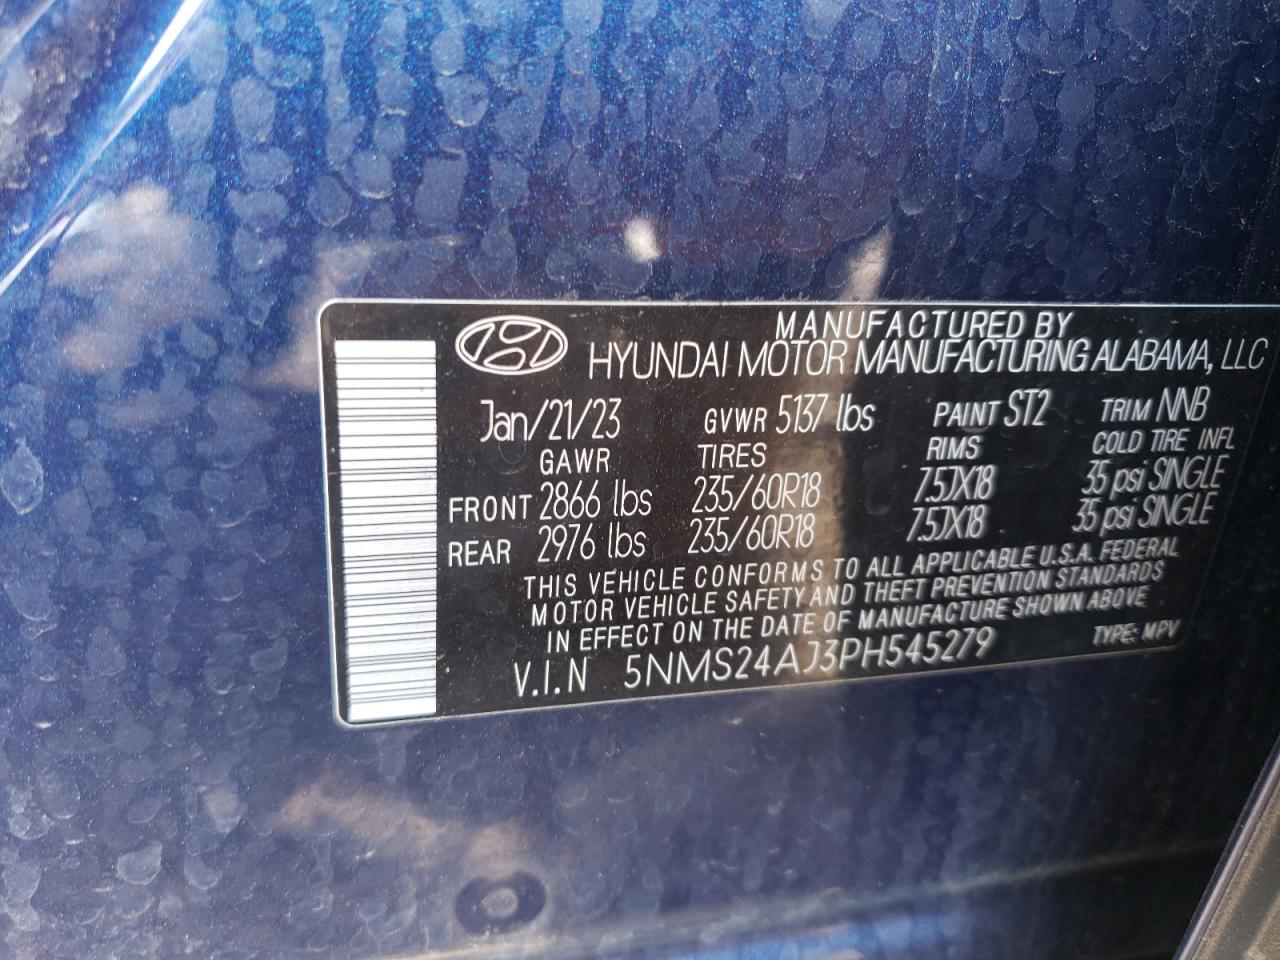 MANUFACTURED BY
HYUNDAI MOTOR MANUFACTURING ALABAMA, LLC
Jan/21/23 GVWR 5137 lbs PAINT ST2 TRIM NNB
GAWR TIRES RIMS COLD TIRE INFL
FRONT 2866 lbs 235/60R18 7.5JX18 35 psi SINGLE
REAR 2976 lbs 235/60R18 7.5JX18 35 psi SINGLE
THIS VEHICLE CONFORMS TO ALL APPLICABLE U.S.A. FEDERAL
MOTOR VEHICLE SAFETY AND THEFT PREVENTION STANDARDS
IN EFFECT ON THE DATE OF MANUFACTURE SHOWN ABOVE
V.I.N 5NMS24AJ3PH545279 TYPE: MPV